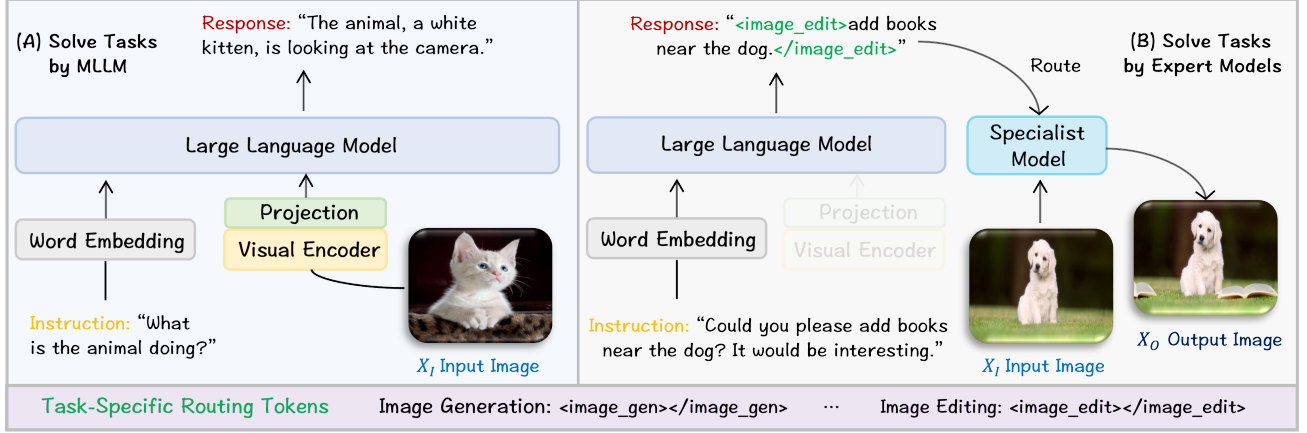 (A) Solve Tasks
by MLLM
Response: “The animal, a white
kitten, is looking at the camera.”
Large Language Model
Projection
Word Embedding
Visual Encoder
Instruction: “What
is the animal doing?”
X_I Input Image
Response: “<image_edit>add books
near the dog.</image_edit>”
Route
(B) Solve Tasks
by Expert Models
Large Language Model
Specialist
Model
Projection
Word Embedding
Visual Encoder
Instruction: “Could you please add books
near the dog? It would be interesting.”
X_I Input Image
X_O Output Image
Task-Specific Routing Tokens
Image Generation: <image_gen></image_gen> ... Image Editing: <image_edit></image_edit>